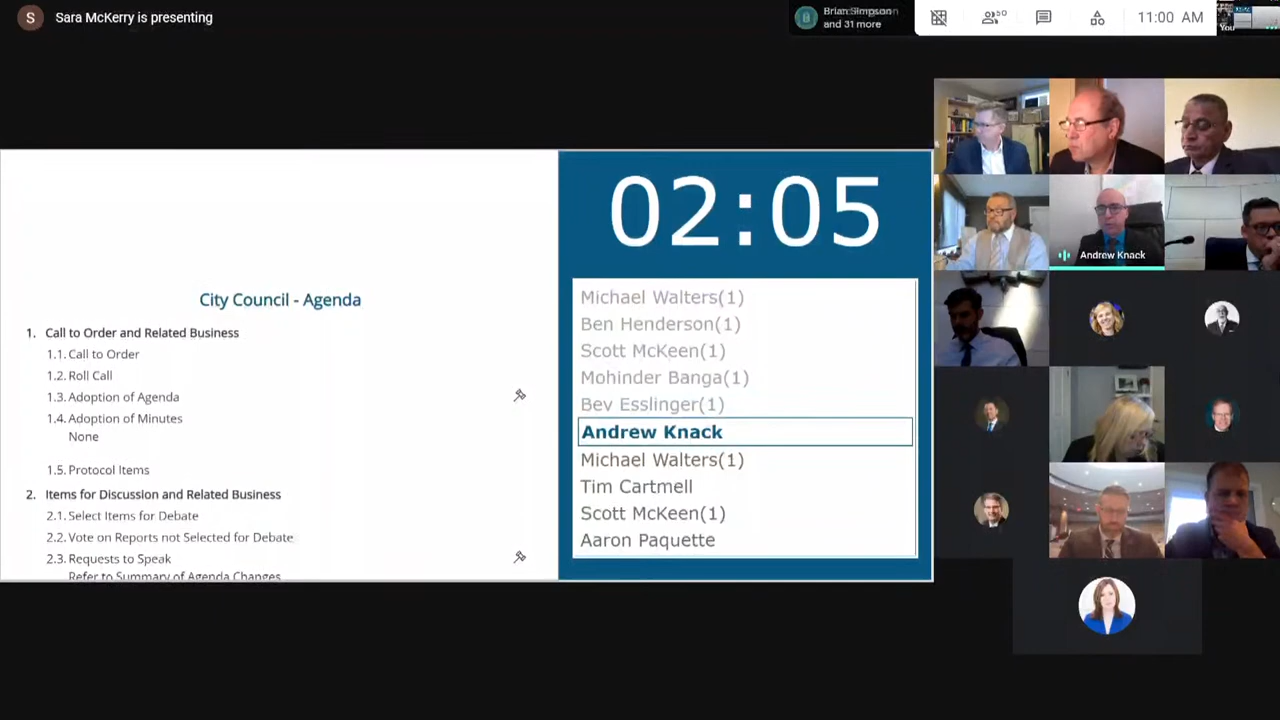 S
Sara McKerry is presenting
and 31 more
50
11:00 AM
You
City Council - Agenda
1. Call to Order and Related Business
1.1. Call to Order
1.2. Roll Call
1.3. Adoption of Agenda
1.4. Adoption of Minutes
None
1.5. Protocol Items
2. Items for Discussion and Related Business
2.1. Select Items for Debate
2.2. Vote on Reports not Selected for Debate
2.3. Requests to Speak
Refer to Summary of Agenda Changes
02:05
Michael Walters(1)
Ben Henderson(1)
Scott McKeen(1)
Mohinder Banga(1)
Bev Esslinger(1)
Andrew Knack
Michael Walters(1)
Tim Cartmell
Scott McKeen(1)
Aaron Paquette
Andrew Knack